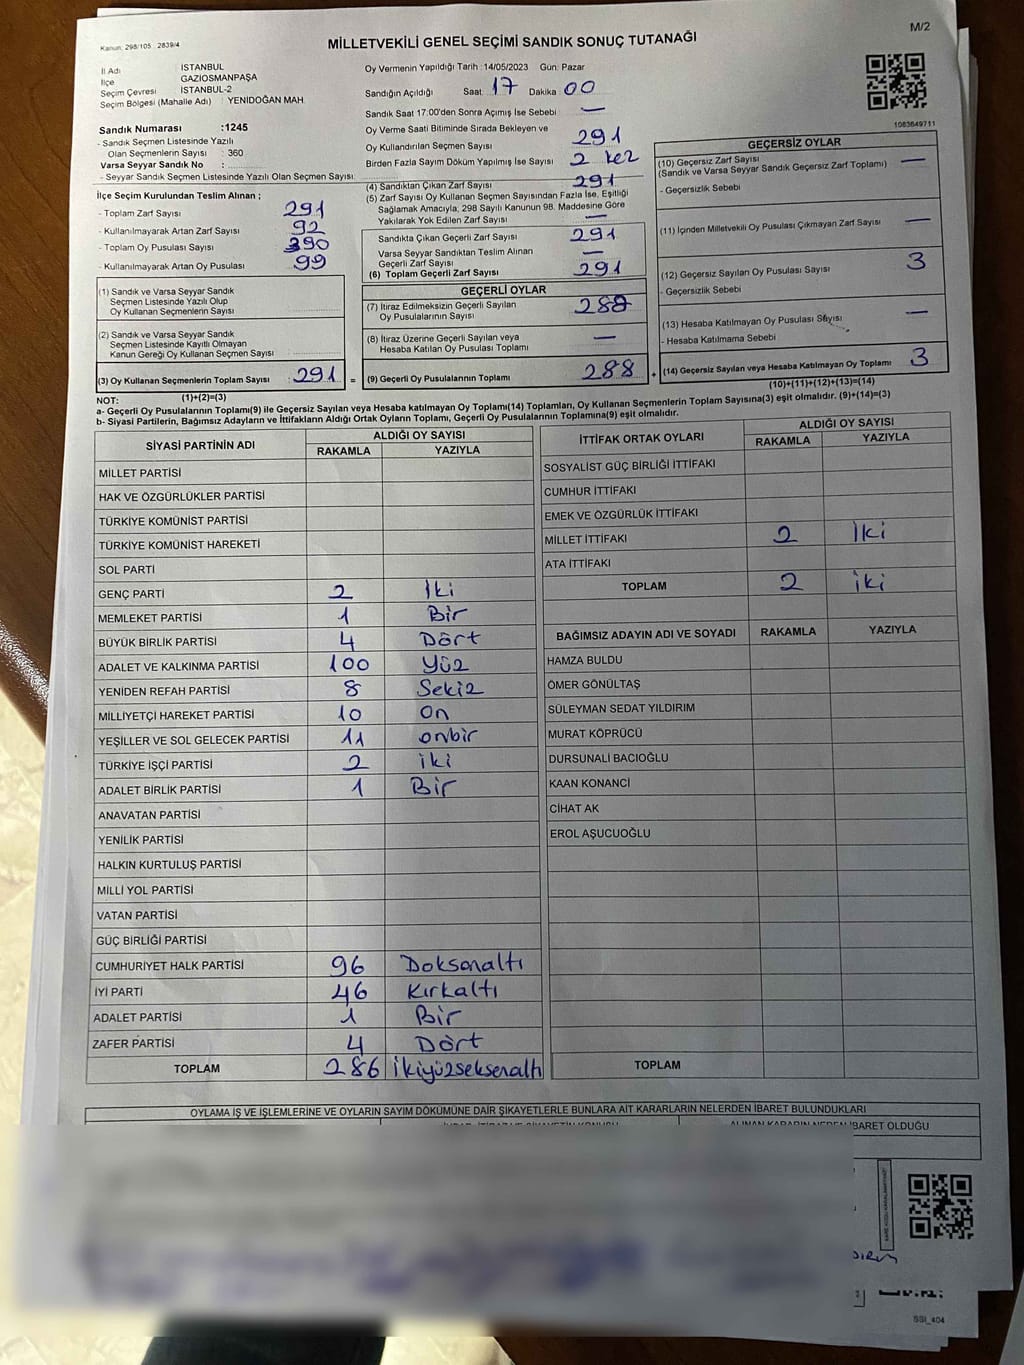 M/2
Kanun: 298/105 : 2839/4
MİLLETVEKİLİ GENEL SEÇİMİ SANDIK SONUÇ TUTANAĞI
İl Adı İSTANBUL
İlçe GAZİOSMANPAŞA
Seçim Çevresi İSTANBUL-2
Seçim Bölgesi (Mahalle Adı) : YENİDOĞAN MAH.
Sandık Numarası :1245
- Sandık Seçmen Listesinde Yazılı
Olan Seçmenlerin Sayısı : 360
Varsa Seyyar Sandık No :
- Seyyar Sandık Seçmen Listesinde Yazılı Olan Seçmen Sayısı:
İlçe Seçim Kurulundan Teslim Alınan ;
- Toplam Zarf Sayısı : 291
- Kullanılmayarak Artan Zarf Sayısı : 92
- Toplam Oy Pusulası Sayısı : 390
- Kullanılmayarak Artan Oy Pusulası : 99
(1) Sandık ve Varsa Seyyar Sandık
Seçmen Listesinde Yazılı Olup
Oy Kullanan Seçmenlerin Sayısı :
(2) Sandık ve Varsa Seyyar Sandık
Seçmen Listesinde Kayıtlı Olmayan
Kanun Gereği Oy Kullanan Seçmen Sayısı :
(3) Oy Kullanan Seçmenlerin Toplam Sayısı : 291 =
(1)+(2)=(3)
Oy Vermenin Yapıldığı Tarih :14/05/2023 Gün: Pazar
Sandığın Açıldığı Saat: 17 Dakika 00
Sandık Saat 17:00'den Sonra Açımış İse Sebebi —
Oy Verme Saati Bitiminde Sırada Bekleyen ve
Oy Kullandırılan Seçmen Sayısı 291
Birden Fazla Sayım Döküm Yapılmış İse Sayısı 2 kez
(4) Sandıktan Çıkan Zarf Sayısı 291
(5) Zarf Sayısı Oy Kullanan Seçmen Sayısından Fazla İse, Eşitliği
Sağlamak Amacıyla; 298 Sayılı Kanunun 98. Maddesine Göre
Yakılarak Yok Edilen Zarf Sayısı —
Sandıkta Çıkan Geçerli Zarf Sayısı 291
Varsa Seyyar Sandıktan Teslim Alınan
Geçerli Zarf Sayısı —
(6) Toplam Geçerli Zarf Sayısı 291
GEÇERLİ OYLAR
(7) İtiraz Edilmeksizin Geçerli Sayılan
Oy Pusulalarının Sayısı 288
(8) İtiraz Üzerine Geçerli Sayılan veya
Hesaba Katılan Oy Pusulası Toplamı —
(9) Geçerli Oy Pusulalarının Toplamı 288 +
1083649711
GEÇERSİZ OYLAR
(10) Geçersiz Zarf Sayısı —
(Sandık ve Varsa Seyyar Sandık Geçersiz Zarf Toplamı)
- Geçersizlik Sebebi
(11) İçinden Milletvekili Oy Pusulası Çıkmayan Zarf Sayısı —
(12) Geçersiz Sayılan Oy Pusulası Sayısı 3
- Geçersizlik Sebebi
(13) Hesaba Katılmayan Oy Pusulası Sayısı —
- Hesaba Katılmama Sebebi
(14) Geçersiz Sayılan veya Hesaba Katılmayan Oy Toplamı 3
(10)+(11)+(12)+(13)=(14)
NOT:
a- Geçerli Oy Pusulalarının Toplamı(9) ile Geçersiz Sayılan veya Hesaba katılmayan Oy Toplamı(14) Toplamları, Oy Kullanan Seçmenlerin Toplam Sayısına(3) eşit olmalıdır. (9)+(14)=(3)
b- Siyasi Partilerin, Bağımsız Adayların ve İttifakların Aldığı Ortak Oyların Toplamı, Geçerli Oy Pusulalarının Toplamına(9) eşit olmalıdır.
SİYASİ PARTİNİN ADI ALDIĞI OY SAYISI
RAKAMLA YAZIYLA
MİLLET PARTİSİ
HAK VE ÖZGÜRLÜKLER PARTİSİ
TÜRKİYE KOMÜNİST PARTİSİ
TÜRKİYE KOMÜNİST HAREKETİ
SOL PARTİ
GENÇ PARTİ 2 İki
MEMLEKET PARTİSİ 1 Bir
BÜYÜK BİRLİK PARTİSİ 4 Dört
ADALET VE KALKINMA PARTİSİ 100 Yüz
YENİDEN REFAH PARTİSİ 8 Sekiz
MİLLİYETÇİ HAREKET PARTİSİ 10 On
YEŞİLLER VE SOL GELECEK PARTİSİ 11 onbir
TÜRKİYE İŞÇİ PARTİSİ 2 iki
ADALET BİRLİK PARTİSİ 1 Bir
ANAVATAN PARTİSİ
YENİLİK PARTİSİ
HALKIN KURTULUŞ PARTİSİ
MİLLİ YOL PARTİSİ
VATAN PARTİSİ
GÜÇ BİRLİĞİ PARTİSİ
CUMHURİYET HALK PARTİSİ 96 Doksanaltı
İYİ PARTİ 46 Kırkaltı
ADALET PARTİSİ 1 Bir
ZAFER PARTİSİ 4 Dört
TOPLAM 286 ikiyüzseksenaltı
İTTİFAK ORTAK OYLARI ALDIĞI OY SAYISI
RAKAMLA YAZIYLA
SOSYALİST GÜÇ BİRLİĞİ İTTİFAKI
CUMHUR İTTİFAKI
EMEK VE ÖZGÜRLÜK İTTİFAKI
MİLLET İTTİFAKI 2 İki
ATA İTTİFAKI
TOPLAM 2 iki
BAĞIMSIZ ADAYIN ADI VE SOYADI RAKAMLA YAZIYLA
HAMZA BULDU
ÖMER GÖNÜLTAŞ
SÜLEYMAN SEDAT YILDIRIM
MURAT KÖPRÜCÜ
DURSUNALİ BACIOĞLU
KAAN KONANCİ
CİHAT AK
EROL AŞUCUOĞLU
TOPLAM
OYLAMA İŞ VE İŞLEMLERİNE VE OYLARIN SAYIM DÖKÜMÜNE DAİR ŞİKAYETLERLE BUNLARA AİT KARARLARIN NELERDEN İBARET BULUNDUKLARI
ALINAN KARARIN NEDEN İBARET OLDUĞU
SSI_404